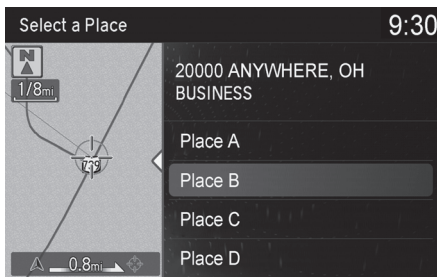 Select a Place
9:30
N
1/8mi
20000 ANYWHERE, OH
BUSINESS
Place A
Place B
Place C
Place D
0.8mi